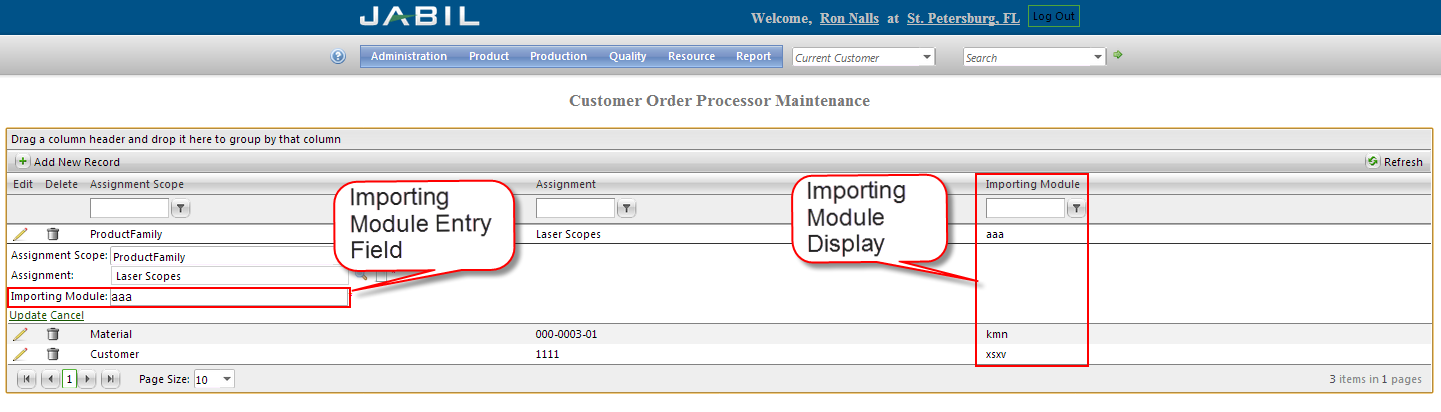 JABIL
Welcome, Ron Nalls at St. Petersburg, FL Log Out
Administration Product Production Quality Resource Report Current Customer Search
Customer Order Processor Maintenance
Drag a column header and drop it here to group by that column
Add New Record Refresh
Edit Delete Assignment Scope Assignment Importing Module
Importing
Module Entry
Field
Importing
Module
Display
ProductFamily Laser Scopes aaa
Assignment Scope: ProductFamily
Assignment: Laser Scopes
Importing Module: aaa
Update Cancel
Material 000-0003-01 kmn
Customer 1111 xsxv
1 Page Size: 10 3 items in 1 pages